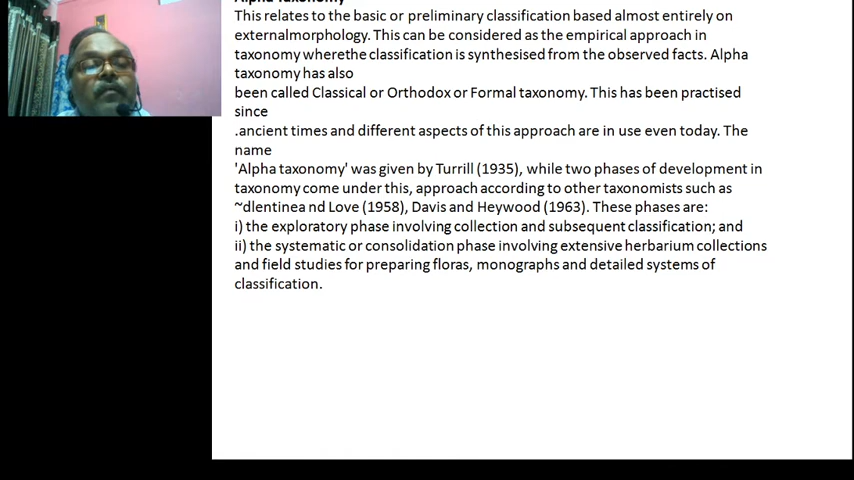 Alpha Taxonomy
This relates to the basic or preliminary classification based almost entirely on
externalmorphology. This can be considered as the empirical approach in
taxonomy wherethe classification is synthesised from the observed facts. Alpha
taxonomy has also
been called Classical or Orthodox or Formal taxonomy. This has been practised
since
.ancient times and different aspects of this approach are in use even today. The
name
'Alpha taxonomy' was given by Turrill (1935), while two phases of development in
taxonomy come under this, approach according to other taxonomists such as
~dlentinea nd Love (1958), Davis and Heywood (1963). These phases are:
i) the exploratory phase involving collection and subsequent classification; and
ii) the systematic or consolidation phase involving extensive herbarium collections
and field studies for preparing floras, monographs and detailed systems of
classification.